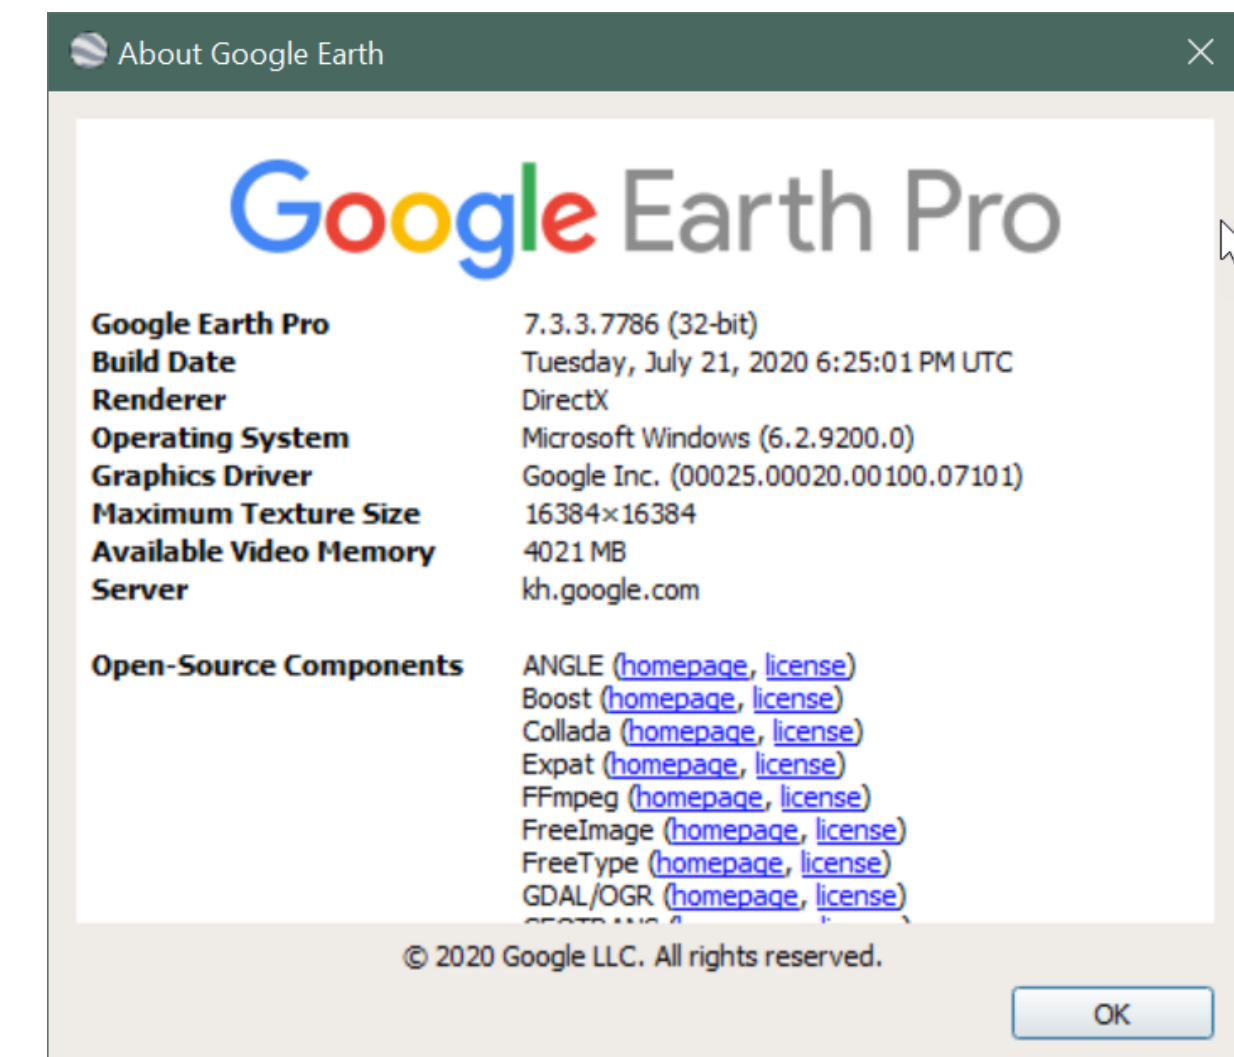 About Google Earth
Google Earth Pro
Google Earth Pro 7.3.3.7786 (32-bit)
Build Date Tuesday, July 21, 2020 6:25:01 PM UTC
Renderer DirectX
Operating System Microsoft Windows (6.2.9200.0)
Graphics Driver Google Inc. (00025.00020.00100.07101)
Maximum Texture Size 16384×16384
Available Video Memory 4021 MB
Server kh.google.com
Open-Source Components ANGLE (homepage, license)
Boost (homepage, license)
Collada (homepage, license)
Expat (homepage, license)
FFmpeg (homepage, license)
FreeImage (homepage, license)
FreeType (homepage, license)
GDAL/OGR (homepage, license)
© 2020 Google LLC. All rights reserved.
OK